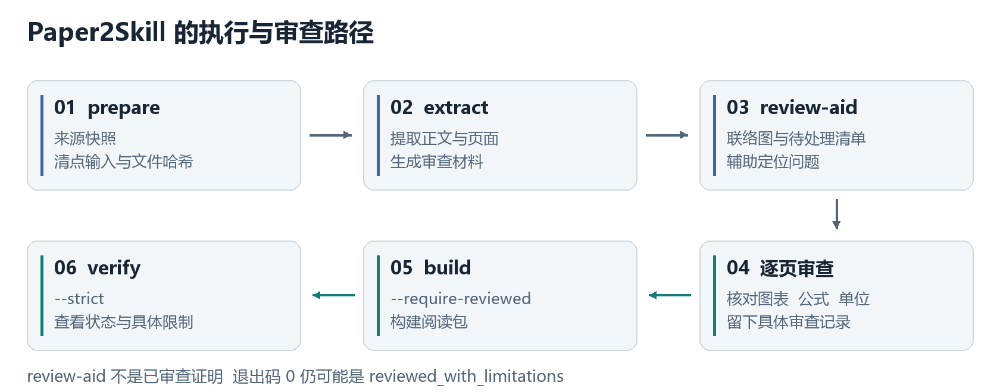 Paper2Skill 的执行与审查路径
01 prepare
来源快照
清点输入与文件哈希
02 extract
提取正文与页面
生成审查材料
03 review-aid
联络图与待处理清单
辅助定位问题
04 逐页审查
核对图表 公式 单位
留下具体审查记录
05 build
--require-reviewed
构建阅读包
06 verify
--strict
查看状态与具体限制
review-aid 不是已审查证明 退出码 0 仍可能是 reviewed_with_limitations